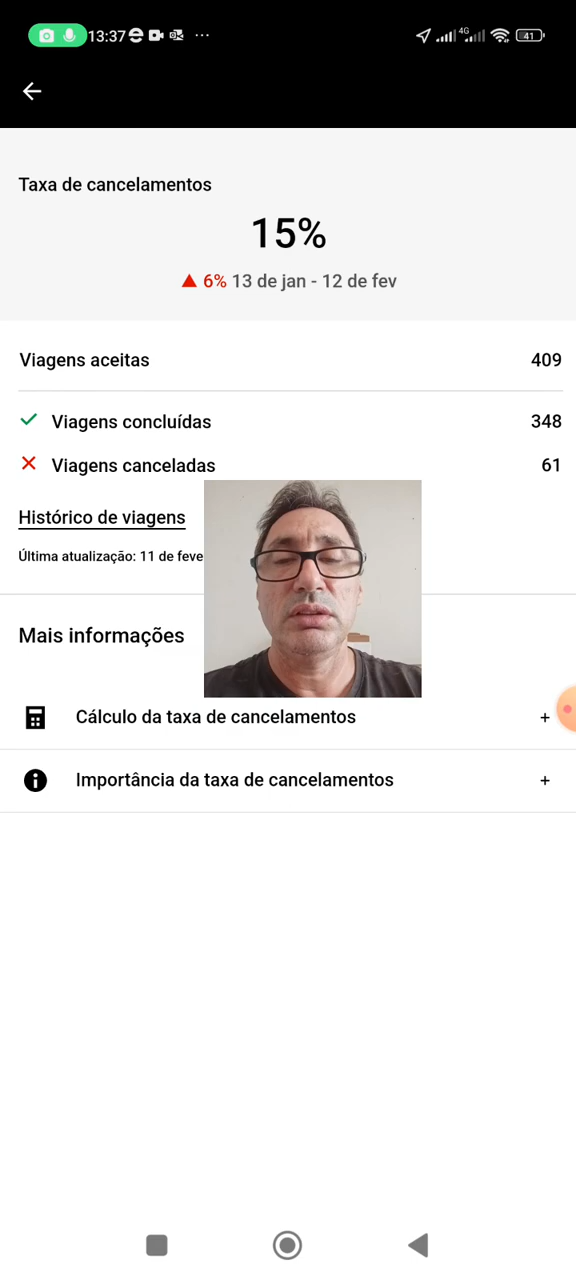 13:37
4G
41
Taxa de cancelamentos
15%
6% 13 de jan - 12 de fev
Viagens aceitas 409
Viagens concluídas 348
Viagens canceladas 61
Histórico de viagens
Última atualização: 11 de feve
Mais informações
Cálculo da taxa de cancelamentos +
Importância da taxa de cancelamentos +